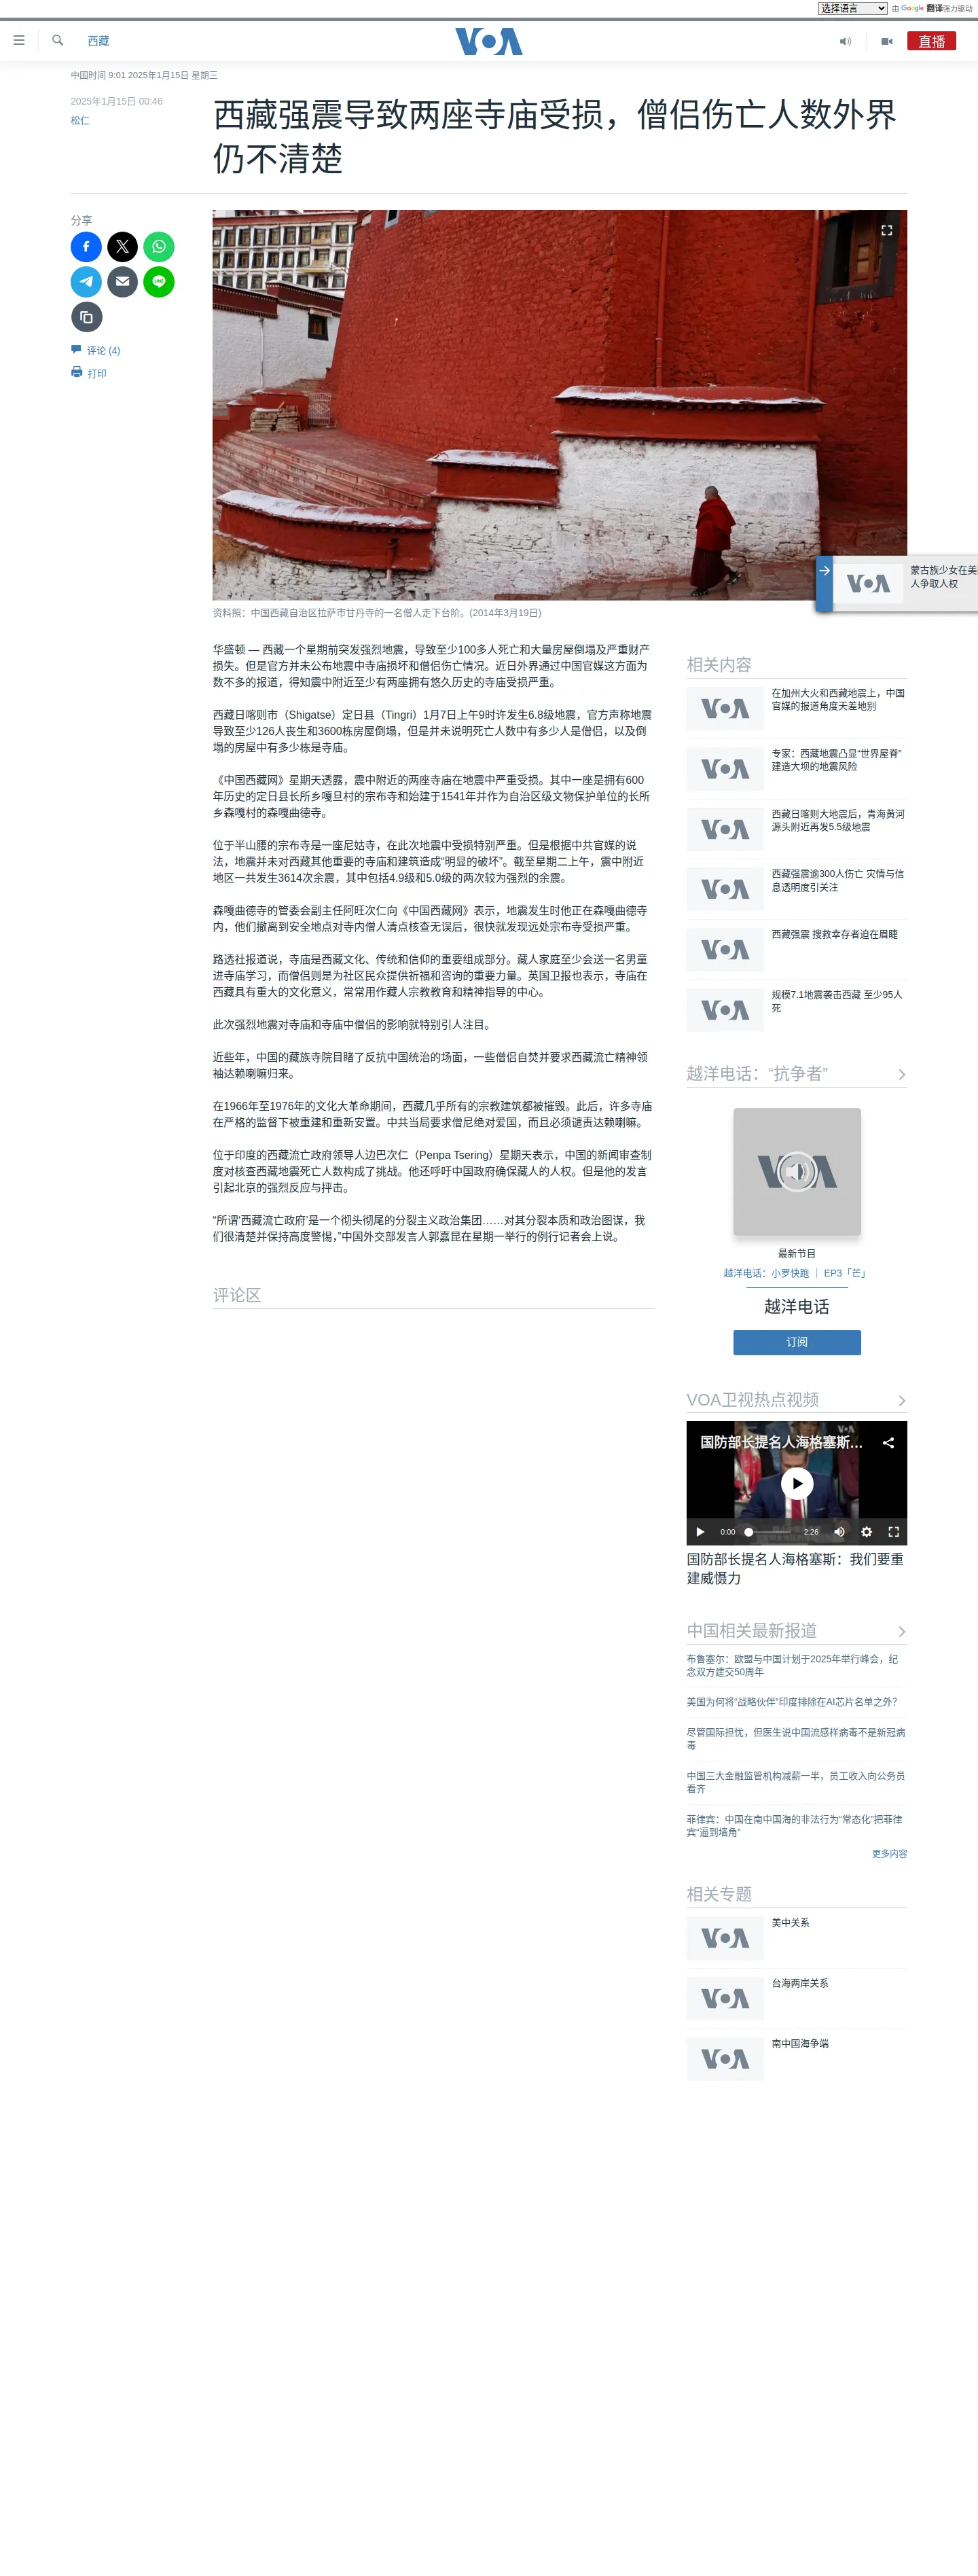 选择语言 由 Google 翻译强力驱动
西藏
VOA
直播
中国时间 9:01 2025年1月15日 星期三
2025年1月15日 00:46
松仁
西藏强震导致两座寺庙受损，僧侣伤亡人数外界
仍不清楚
分享
评论 (4)
打印
资料照：中国西藏自治区拉萨市甘丹寺的一名僧人走下台阶。(2014年3月19日)
VOA
蒙古族少女在美
人争取人权
华盛顿 — 西藏一个星期前突发强烈地震，导致至少100多人死亡和大量房屋倒塌及严重财产
损失。但是官方并未公布地震中寺庙损坏和僧侣伤亡情况。近日外界通过中国官媒这方面为
数不多的报道，得知震中附近至少有两座拥有悠久历史的寺庙受损严重。
西藏日喀则市（Shigatse）定日县（Tingri）1月7日上午9时许发生6.8级地震，官方声称地震
导致至少126人丧生和3600栋房屋倒塌，但是并未说明死亡人数中有多少人是僧侣，以及倒
塌的房屋中有多少栋是寺庙。
《中国西藏网》星期天透露，震中附近的两座寺庙在地震中严重受损。其中一座是拥有600
年历史的定日县长所乡嘎旦村的宗布寺和始建于1541年并作为自治区级文物保护单位的长所
乡森嘎村的森嘎曲德寺。
位于半山腰的宗布寺是一座尼姑寺，在此次地震中受损特别严重。但是根据中共官媒的说
法，地震并未对西藏其他重要的寺庙和建筑造成“明显的破坏”。截至星期二上午，震中附近
地区一共发生3614次余震，其中包括4.9级和5.0级的两次较为强烈的余震。
森嘎曲德寺的管委会副主任阿旺次仁向《中国西藏网》表示，地震发生时他正在森嘎曲德寺
内，他们撤离到安全地点对寺内僧人清点核查无误后，很快就发现远处宗布寺受损严重。
路透社报道说，寺庙是西藏文化、传统和信仰的重要组成部分。藏人家庭至少会送一名男童
进寺庙学习，而僧侣则是为社区民众提供祈福和咨询的重要力量。英国卫报也表示，寺庙在
西藏具有重大的文化意义，常常用作藏人宗教教育和精神指导的中心。
此次强烈地震对寺庙和寺庙中僧侣的影响就特别引人注目。
近些年，中国的藏族寺院目睹了反抗中国统治的场面，一些僧侣自焚并要求西藏流亡精神领
袖达赖喇嘛归来。
在1966年至1976年的文化大革命期间，西藏几乎所有的宗教建筑都被摧毁。此后，许多寺庙
在严格的监督下被重建和重新安置。中共当局要求僧尼绝对爱国，而且必须谴责达赖喇嘛。
位于印度的西藏流亡政府领导人边巴次仁（Penpa Tsering）星期天表示，中国的新闻审查制
度对核查西藏地震死亡人数构成了挑战。他还呼吁中国政府确保藏人的人权。但是他的发言
引起北京的强烈反应与抨击。
“所谓‘西藏流亡政府’是一个彻头彻尾的分裂主义政治集团……对其分裂本质和政治图谋，我
们很清楚并保持高度警惕，”中国外交部发言人郭嘉昆在星期一举行的例行记者会上说。
评论区
相关内容
VOA
在加州大火和西藏地震上，中国
官媒的报道角度天差地别
VOA
专家：西藏地震凸显“世界屋脊”
建造大坝的地震风险
VOA
西藏日喀则大地震后，青海黄河
源头附近再发5.5级地震
VOA
西藏强震逾300人伤亡 灾情与信
息透明度引关注
VOA
西藏强震 搜救幸存者迫在眉睫
VOA
规模7.1地震袭击西藏 至少95人
死
越洋电话：“抗争者”
VOA
最新节目
越洋电话：小罗快跑 ｜ EP3「芒」
越洋电话
订阅
VOA卫视热点视频
VOA
国防部长提名人海格塞斯…
0:00 2:26
国防部长提名人海格塞斯：我们要重
建威慑力
中国相关最新报道
布鲁塞尔：欧盟与中国计划于2025年举行峰会，纪
念双方建交50周年
美国为何将“战略伙伴”印度排除在AI芯片名单之外？
尽管国际担忧，但医生说中国流感样病毒不是新冠病
毒
中国三大金融监管机构减薪一半，员工收入向公务员
看齐
菲律宾：中国在南中国海的非法行为“常态化”把菲律
宾“逼到墙角”
更多内容
相关专题
VOA
美中关系
VOA
台海两岸关系
VOA
南中国海争端